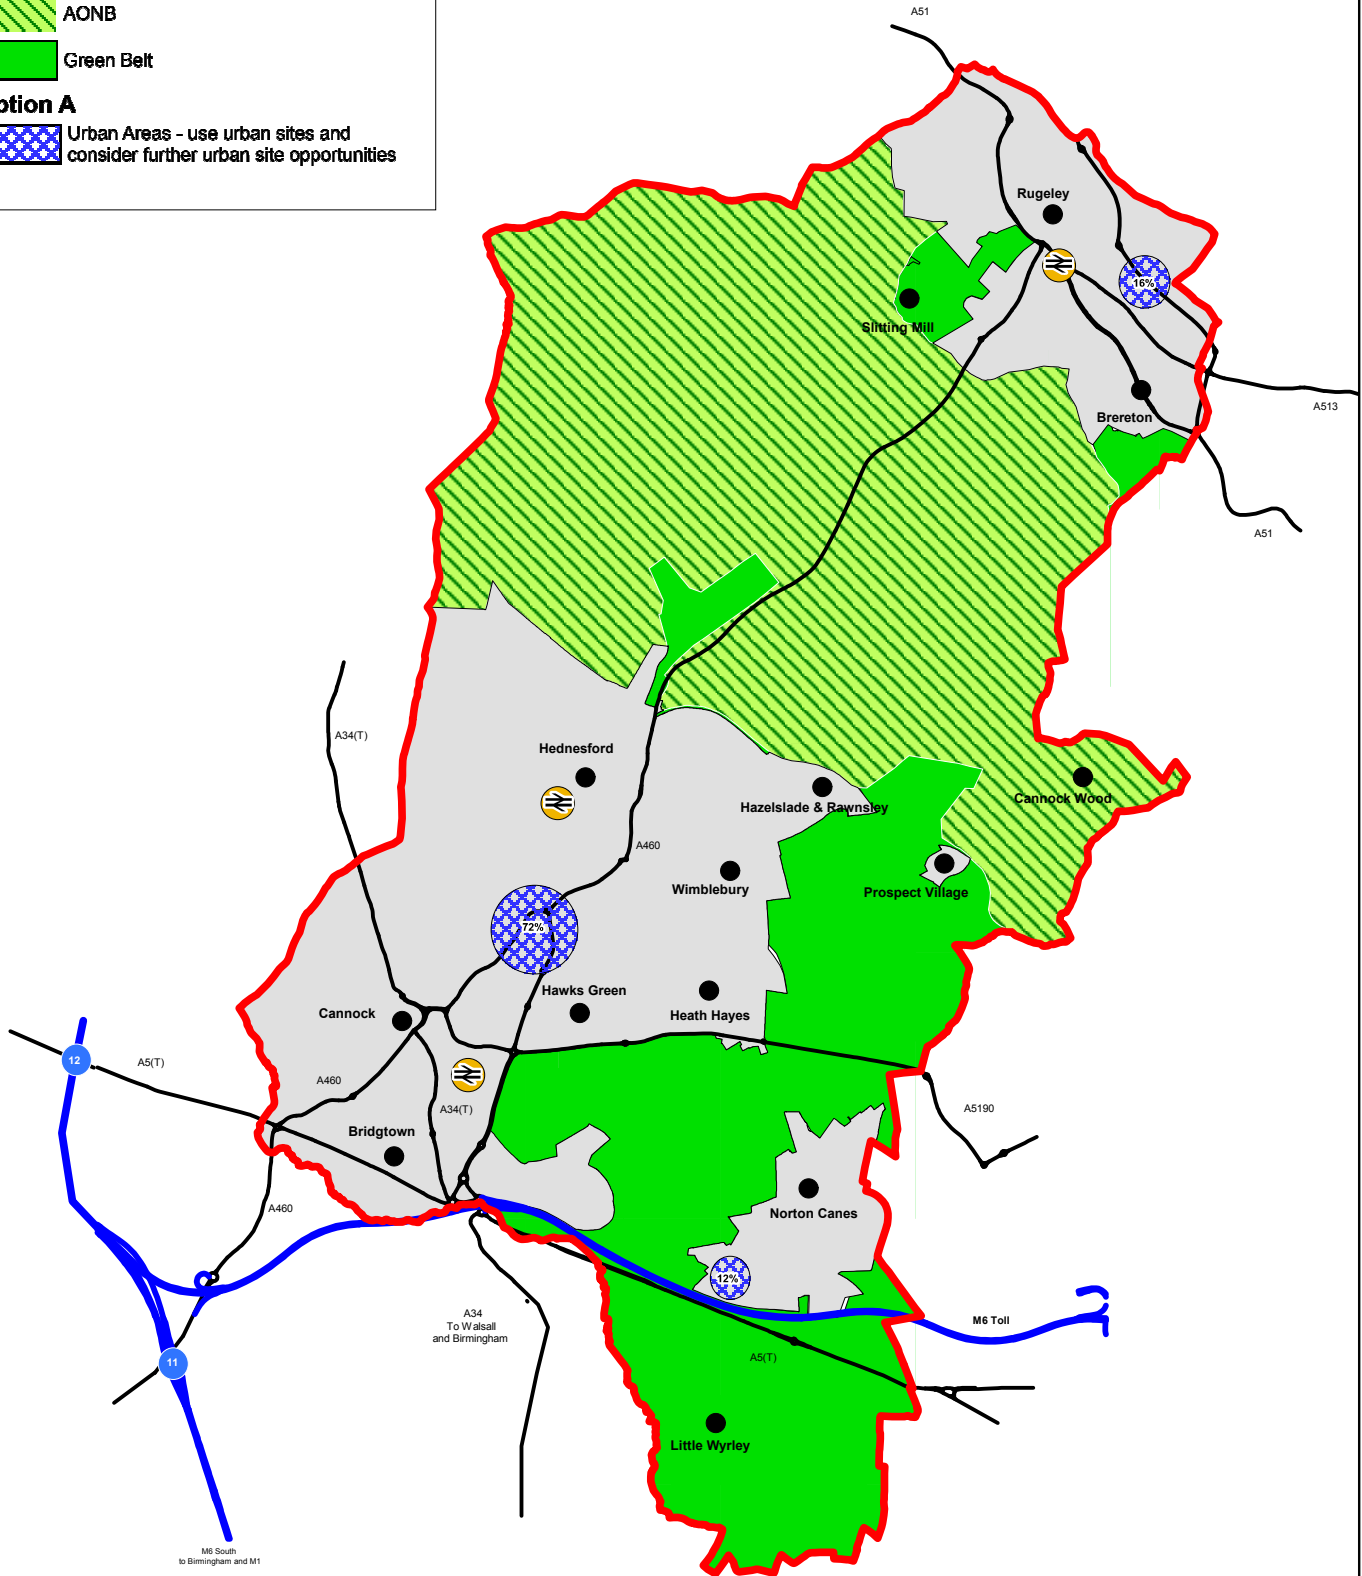 AONB
Green Belt
ption A
Urban Areas - use urban sites and
consider further urban site opportunities
A51
Rugeley
16%
Slitting Mill
A513
Brereton
A51
A34(T)
Hednesford
Cannock Wood
Hazelslade & Rawnsley
A460
Wimblebury
Prospect Village
72%
Hawks Green
Heath Hayes
Cannock
12
A5(T)
A460
A34(T)
A5190
Bridgtown
A460
Norton Canes
12%
A34
To Walsall
and Birmingham
M6 Toll
A5(T)
11
Little Wyrley
M6 South
to Birmingham and M1